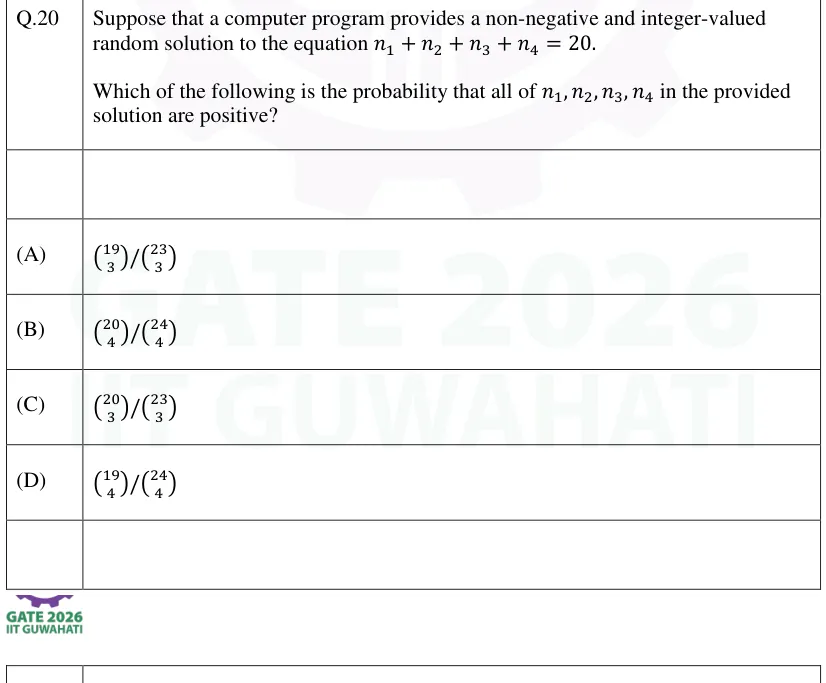 Q.20 Suppose that a computer program provides a non-negative and integer-valued
random solution to the equation 𝑛₁ + 𝑛₂ + 𝑛₃ + 𝑛₄ = 20.
Which of the following is the probability that all of 𝑛₁, 𝑛₂, 𝑛₃, 𝑛₄ in the provided
solution are positive?
(A) (19 3)/(23 3)
(B) (20 4)/(24 4)
(C) (20 3)/(23 3)
(D) (19 4)/(24 4)
GATE 2026
IIT GUWAHATI
GATE 2026
IIT GUWAHATI